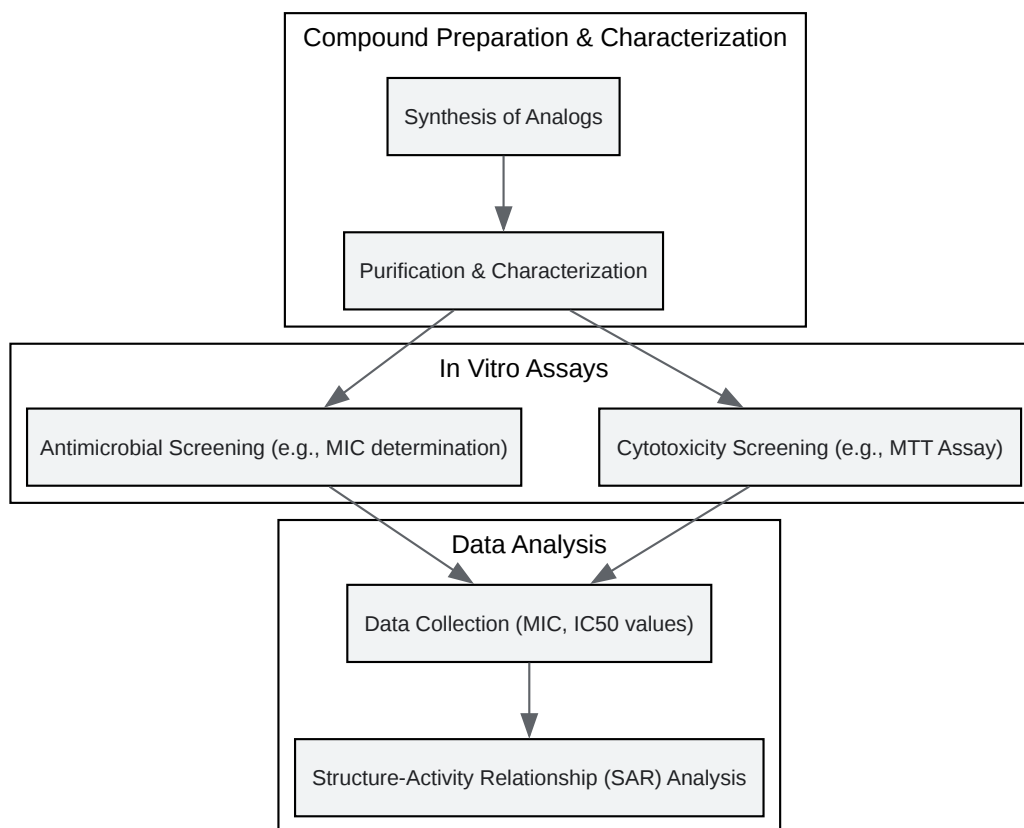 Compound Preparation & Characterization
Synthesis of Analogs
Purification & Characterization
In Vitro Assays
Antimicrobial Screening (e.g., MIC determination)
Cytotoxicity Screening (e.g., MTT Assay)
Data Analysis
Data Collection (MIC, IC50 values)
Structure-Activity Relationship (SAR) Analysis